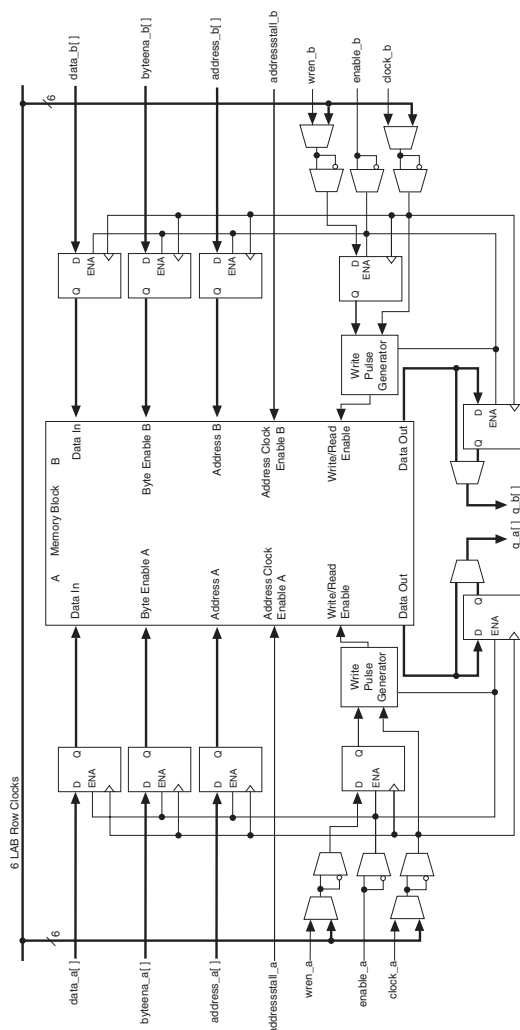 6 LAB Row Clocks
6
data_a[ ]
byteena_a[ ]
address_a[ ]
addressstall_a
wren_a
enable_a
clock_a
D
Q
ENA
D
Q
ENA
D
Q
ENA
D
Q
ENA
Write
Pulse
Generator
A
Memory Block
B
Data In
Data In
Byte Enable A
Byte Enable B
Address A
Address B
Address Clock
Enable A
Address Clock
Enable B
Write/Read
Enable
Write/Read
Enable
Data Out
Data Out
D
Q
ENA
q_a[ ]
D
Q
ENA
q_b[ ]
Write
Pulse
Generator
Q
D
ENA
Q
D
ENA
Q
D
ENA
Q
D
ENA
6
data_b[ ]
byteena_b[ ]
address_b[ ]
addressstall_b
wren_b
enable_b
clock_b